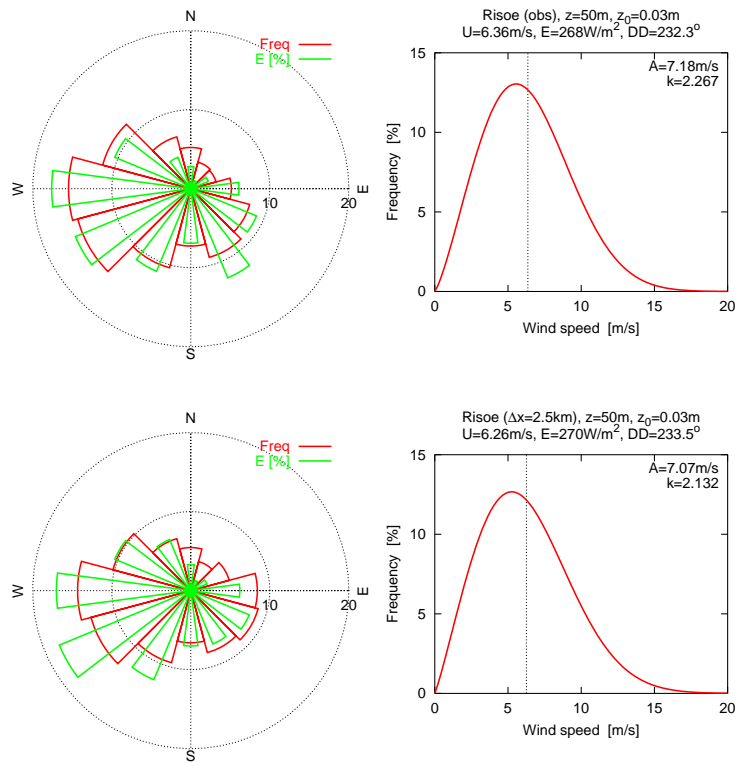 N
Freq
E [%]
W
E
10
20
S
Risoe (obs), z=50m, z₀=0.03m
U=6.36m/s, E=268W/m², DD=232.3°
A=7.18m/s
k=2.267
Frequency [%]
15
10
5
0
0 5 10 15 20
Wind speed [m/s]
N
Freq
E [%]
W
E
10
20
S
Risoe (Δx=2.5km), z=50m, z₀=0.03m
U=6.26m/s, E=270W/m², DD=233.5°
A=7.07m/s
k=2.132
Frequency [%]
15
10
5
0
0 5 10 15 20
Wind speed [m/s]